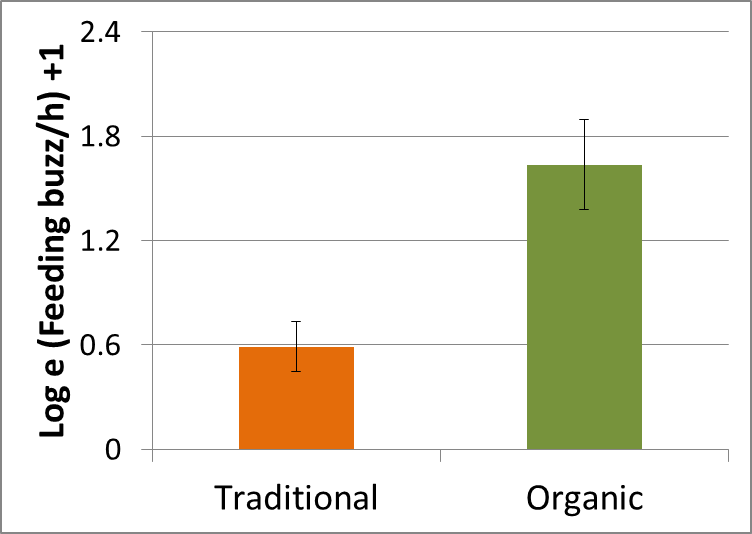 Log e (Feeding buzz/h) +1
2.4
1.8
1.2
0.6
0
Traditional
Organic